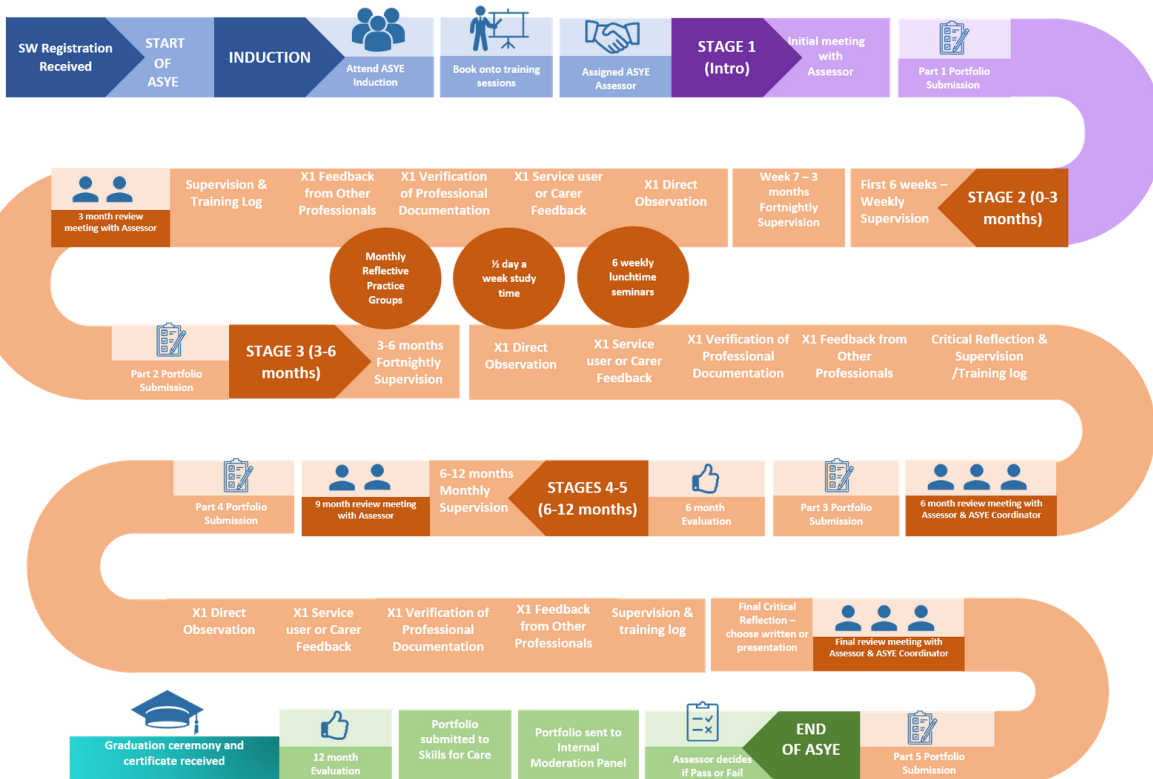 SW Registration
Received
START
OF
ASYE
INDUCTION
Attend ASYE
Induction
Book onto training
sessions
Assigned ASYE
Assessor
STAGE 1
(Intro)
Initial meeting
with
Assessor
Part 1 Portfolio
Submission
STAGE 2 (0-3
months)
First 6 weeks –
Weekly
Supervision
Week 7 – 3
months
Fortnightly
Supervision
X1 Direct
Observation
X1 Service user
or Carer
Feedback
X1 Verification
of Professional
Documentation
X1 Feedback
from Other
Professionals
Supervision &
Training Log
3 month review
meeting with Assessor
Monthly
Reflective
Practice
Groups
½ day a
week study
time
6 weekly
lunchtime
seminars
Part 2 Portfolio
Submission
STAGE 3 (3-6
months)
3-6 months
Fortnightly
Supervision
X1 Direct
Observation
X1 Service
user or Carer
Feedback
X1 Verification of
Professional
Documentation
X1 Feedback from
Other
Professionals
Critical Reflection &
Supervision
/Training log
6 month review meeting with
Assessor & ASYE Coordinator
Part 3 Portfolio
Submission
6 month
Evaluation
STAGES 4-5
(6-12 months)
6-12 months
Monthly
Supervision
9 month review meeting
with Assessor
Part 4 Portfolio
Submission
X1 Direct
Observation
X1 Service
user or Carer
Feedback
X1 Verification of
Professional
Documentation
X1 Feedback
from Other
Professionals
Supervision &
training log
Final Critical
Reflection –
choose written or
presentation
Final review meeting with
Assessor & ASYE Coordinator
Part 5 Portfolio
Submission
END
OF ASYE
Assessor decides
if Pass or Fail
Portfolio sent to
Internal
Moderation Panel
Portfolio
submitted to
Skills for Care
12 month
Evaluation
Graduation ceremony and
certificate received